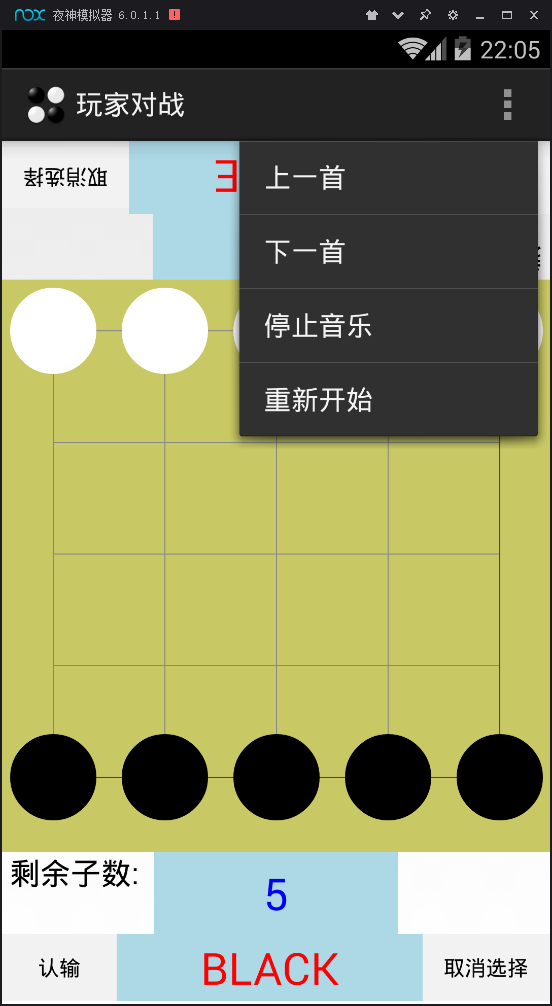 nox 夜神模拟器 6.0.1.1
22:05
玩家对战
取消选择
上一首
下一首
停止音乐
重新开始
剩余子数:
5
认输
BLACK
取消选择